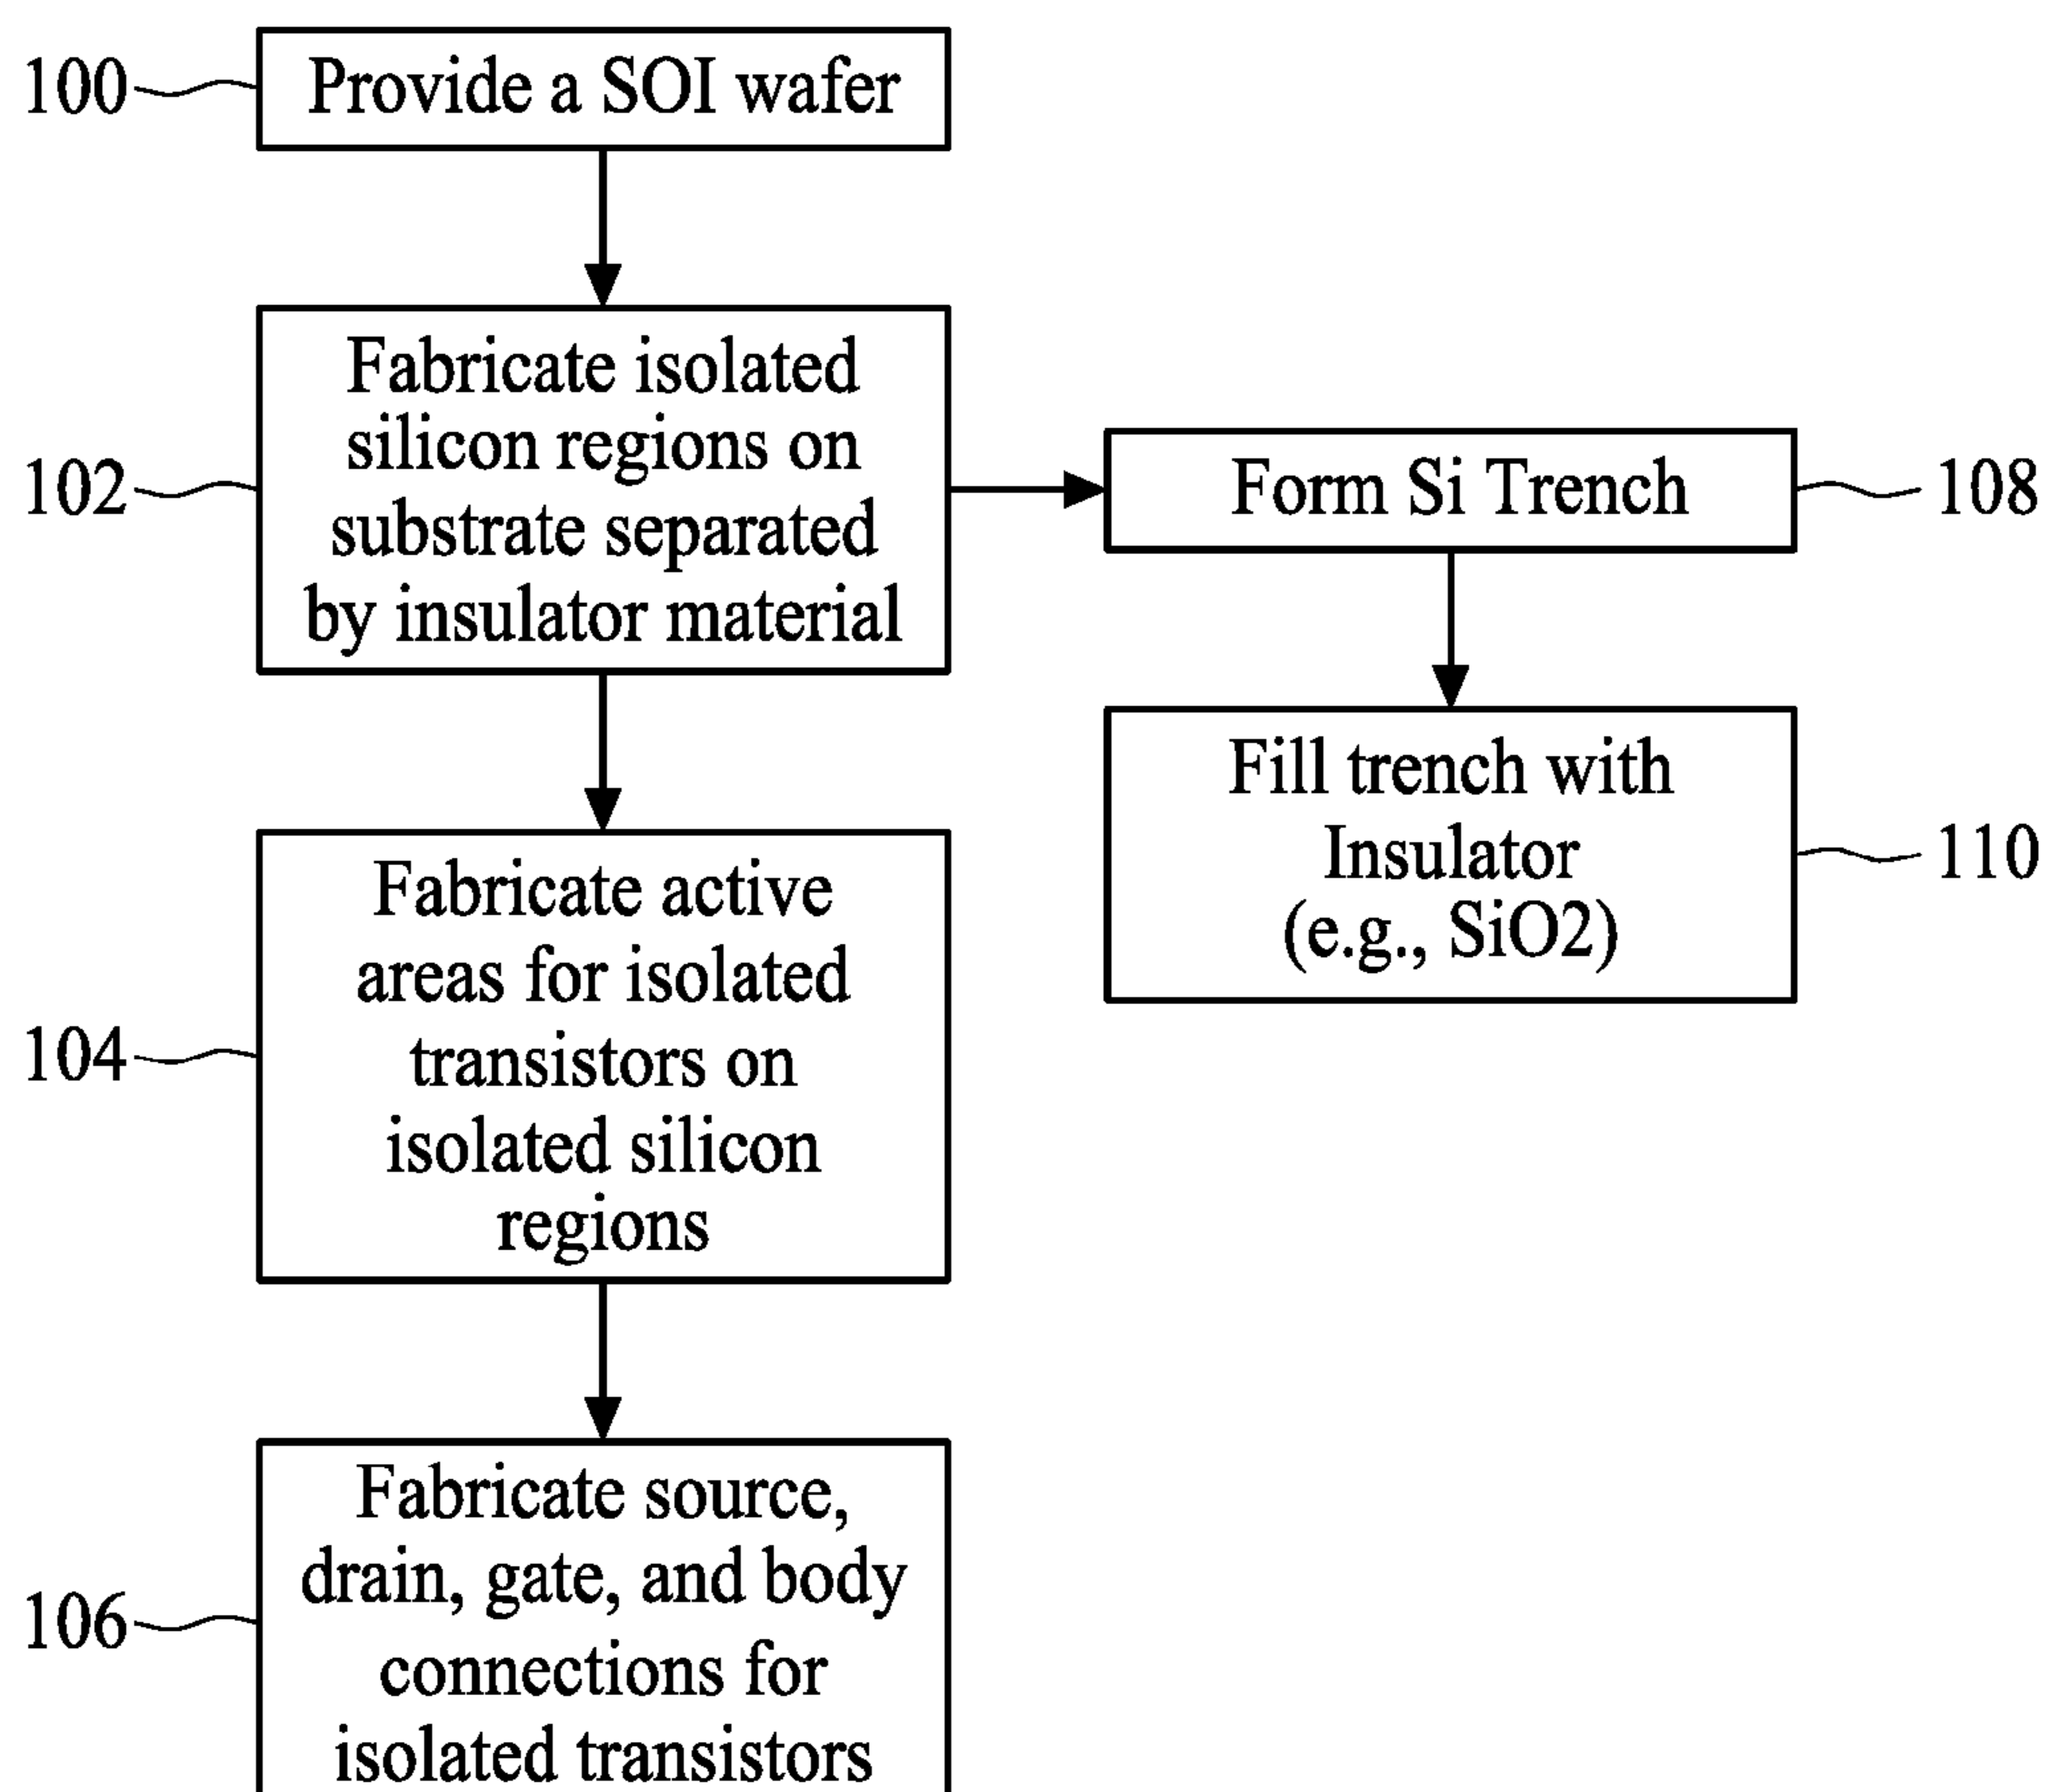 100
Provide a SOI wafer
102
Fabricate isolated
silicon regions on
substrate separated
by insulator material
Form Si Trench
108
Fill trench with
Insulator
(e.g., SiO2)
110
104
Fabricate active
areas for isolated
transistors on
isolated silicon
regions
106
Fabricate source,
drain, gate, and body
connections for
isolated transistors